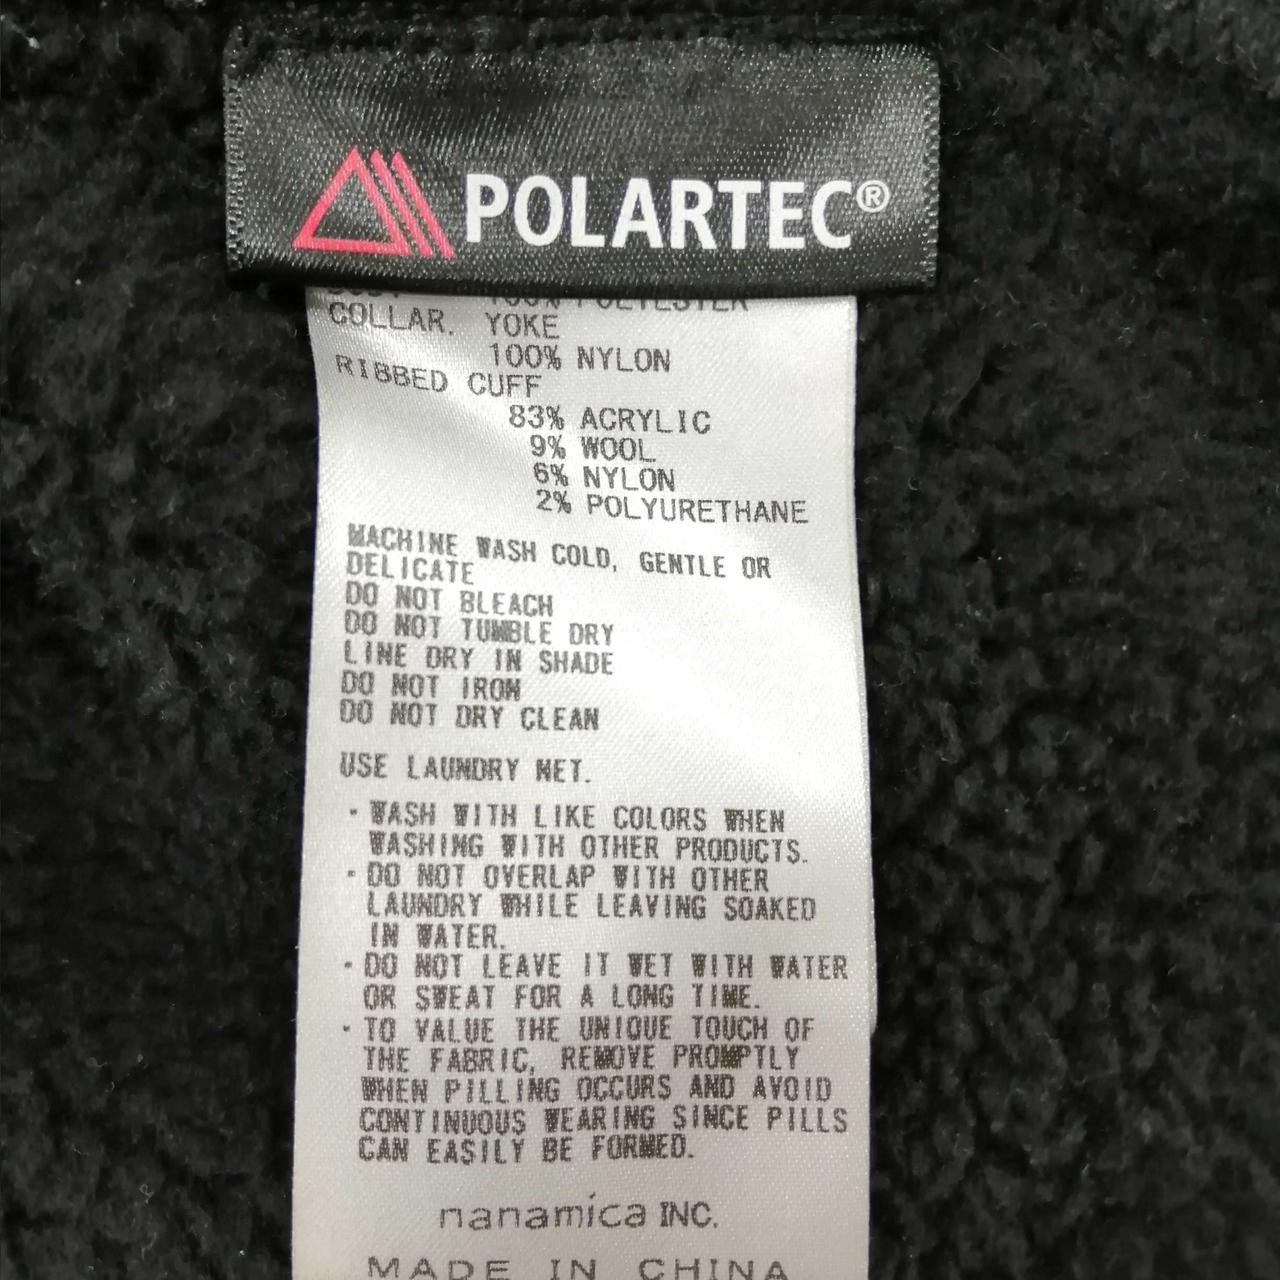 POLARTEC®
100% POLYESTER
COLLAR. YOKE
100% NYLON
RIBBED CUFF
83% ACRYLIC
9% WOOL
6% NYLON
2% POLYURETHANE
MACHINE WASH COLD, GENTLE OR
DELICATE
DO NOT BLEACH
DO NOT TUMBLE DRY
LINE DRY IN SHADE
DO NOT IRON
DO NOT DRY CLEAN
USE LAUNDRY NET.
・WASH WITH LIKE COLORS WHEN
WASHING WITH OTHER PRODUCTS.
・DO NOT OVERLAP WITH OTHER
LAUNDRY WHILE LEAVING SOAKED
IN WATER.
・DO NOT LEAVE IT WET WITH WATER
OR SWEAT FOR A LONG TIME.
・TO VALUE THE UNIQUE TOUCH OF
THE FABRIC, REMOVE PROMPTLY
WHEN PILLING OCCURS AND AVOID
CONTINUOUS WEARING SINCE PILLS
CAN EASILY BE FORMED.
nanamica INC.
MADE IN CHINA